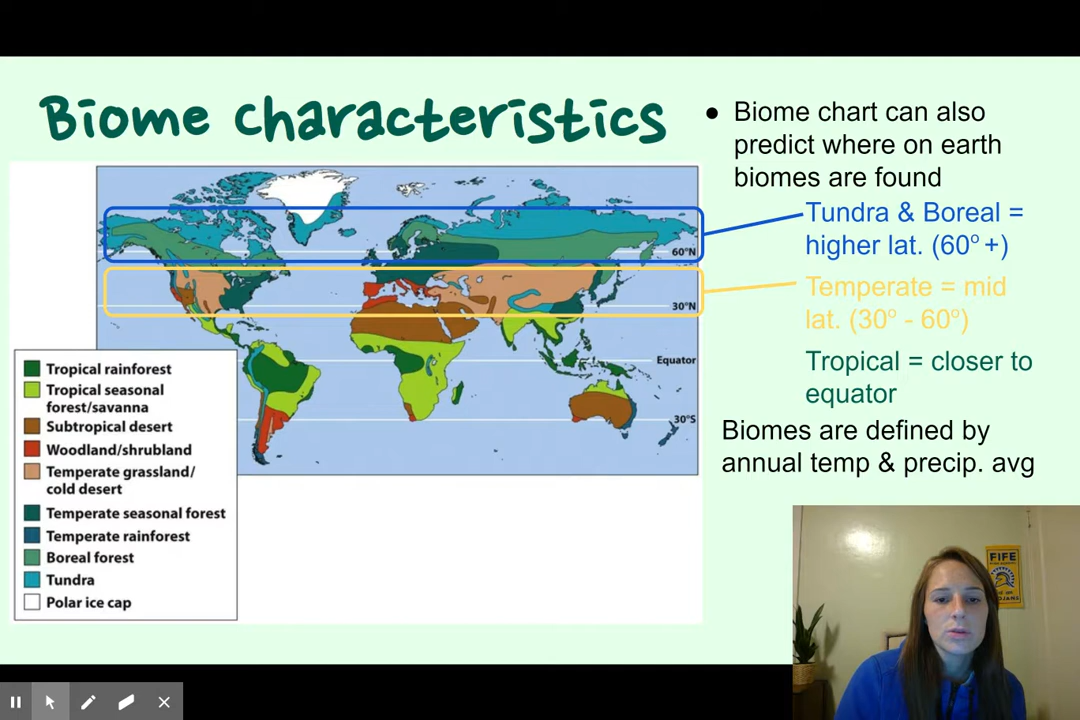 Biome characteristics
● Biome chart can also
predict where on earth
biomes are found
Tundra & Boreal =
higher lat. (60º +)
Temperate = mid
lat. (30º - 60º)
Tropical = closer to
equator
Biomes are defined by
annual temp & precip. avg
60°N
30°N
Equator
30°S
Tropical rainforest
Tropical seasonal
forest/savanna
Subtropical desert
Woodland/shrubland
Temperate grassland/
cold desert
Temperate seasonal forest
Temperate rainforest
Boreal forest
Tundra
Polar ice cap
FIFE